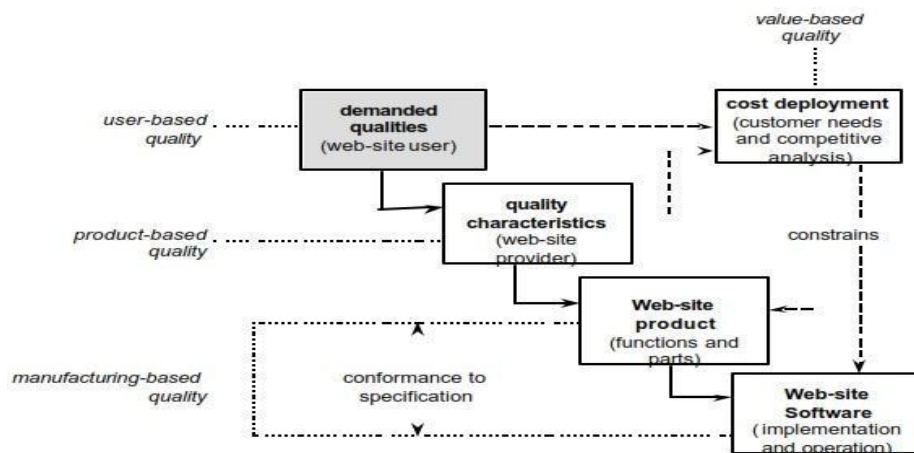 value-based
quality
demanded
qualities
(web-site user)
cost deployment
(customer needs
and competitive
analysis)
user-based
quality
quality
characteristics
(web-site
provider)
product-based
quality
constrains
Web-site
product
(functions and
parts)
manufacturing-based
quality
conformance to
specification
Web-site
Software
(implementation
and operation)